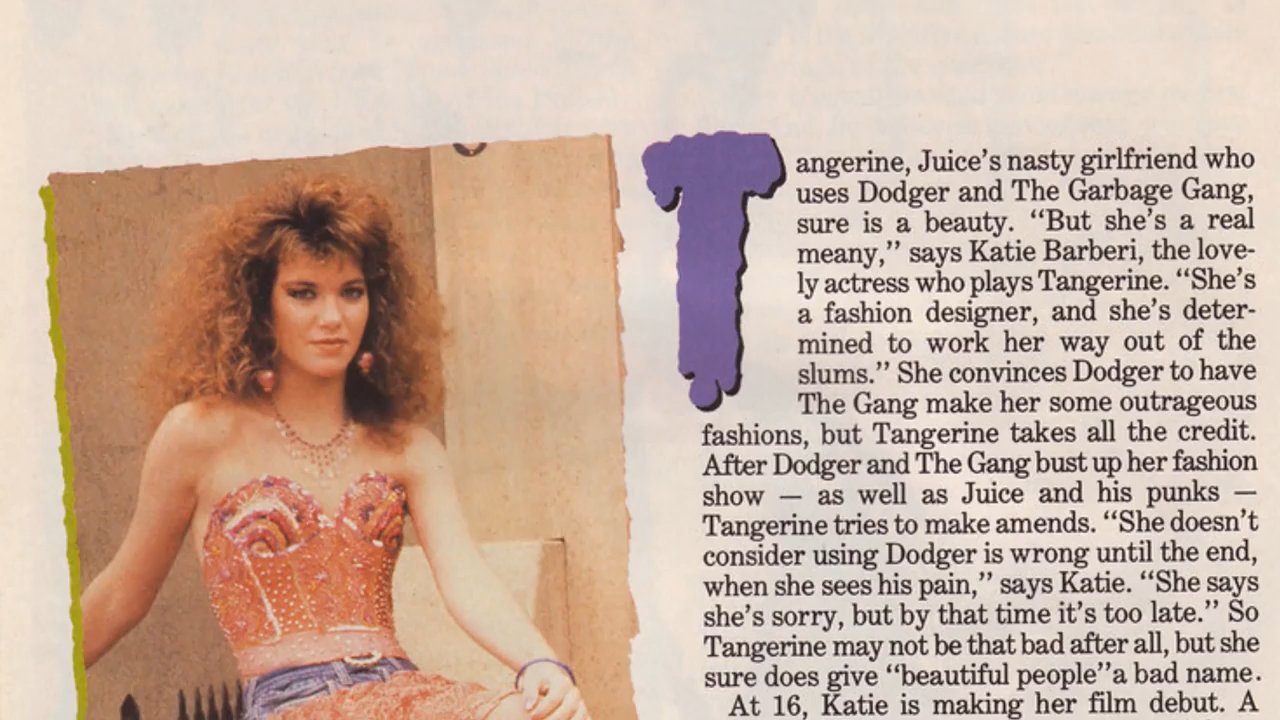 Tangerine, Juice's nasty girlfriend who
uses Dodger and The Garbage Gang,
sure is a beauty. “But she's a real
meany,” says Katie Barberi, the love-
ly actress who plays Tangerine. “She's
a fashion designer, and she's deter-
mined to work her way out of the
slums.” She convinces Dodger to have
The Gang make her some outrageous
fashions, but Tangerine takes all the credit.
After Dodger and The Gang bust up her fashion
show — as well as Juice and his punks —
Tangerine tries to make amends. “She doesn't
consider using Dodger is wrong until the end,
when she sees his pain,” says Katie. “She says
she's sorry, but by that time it's too late.” So
Tangerine may not be that bad after all, but she
sure does give “beautiful people”a bad name.
At 16, Katie is making her film debut. A